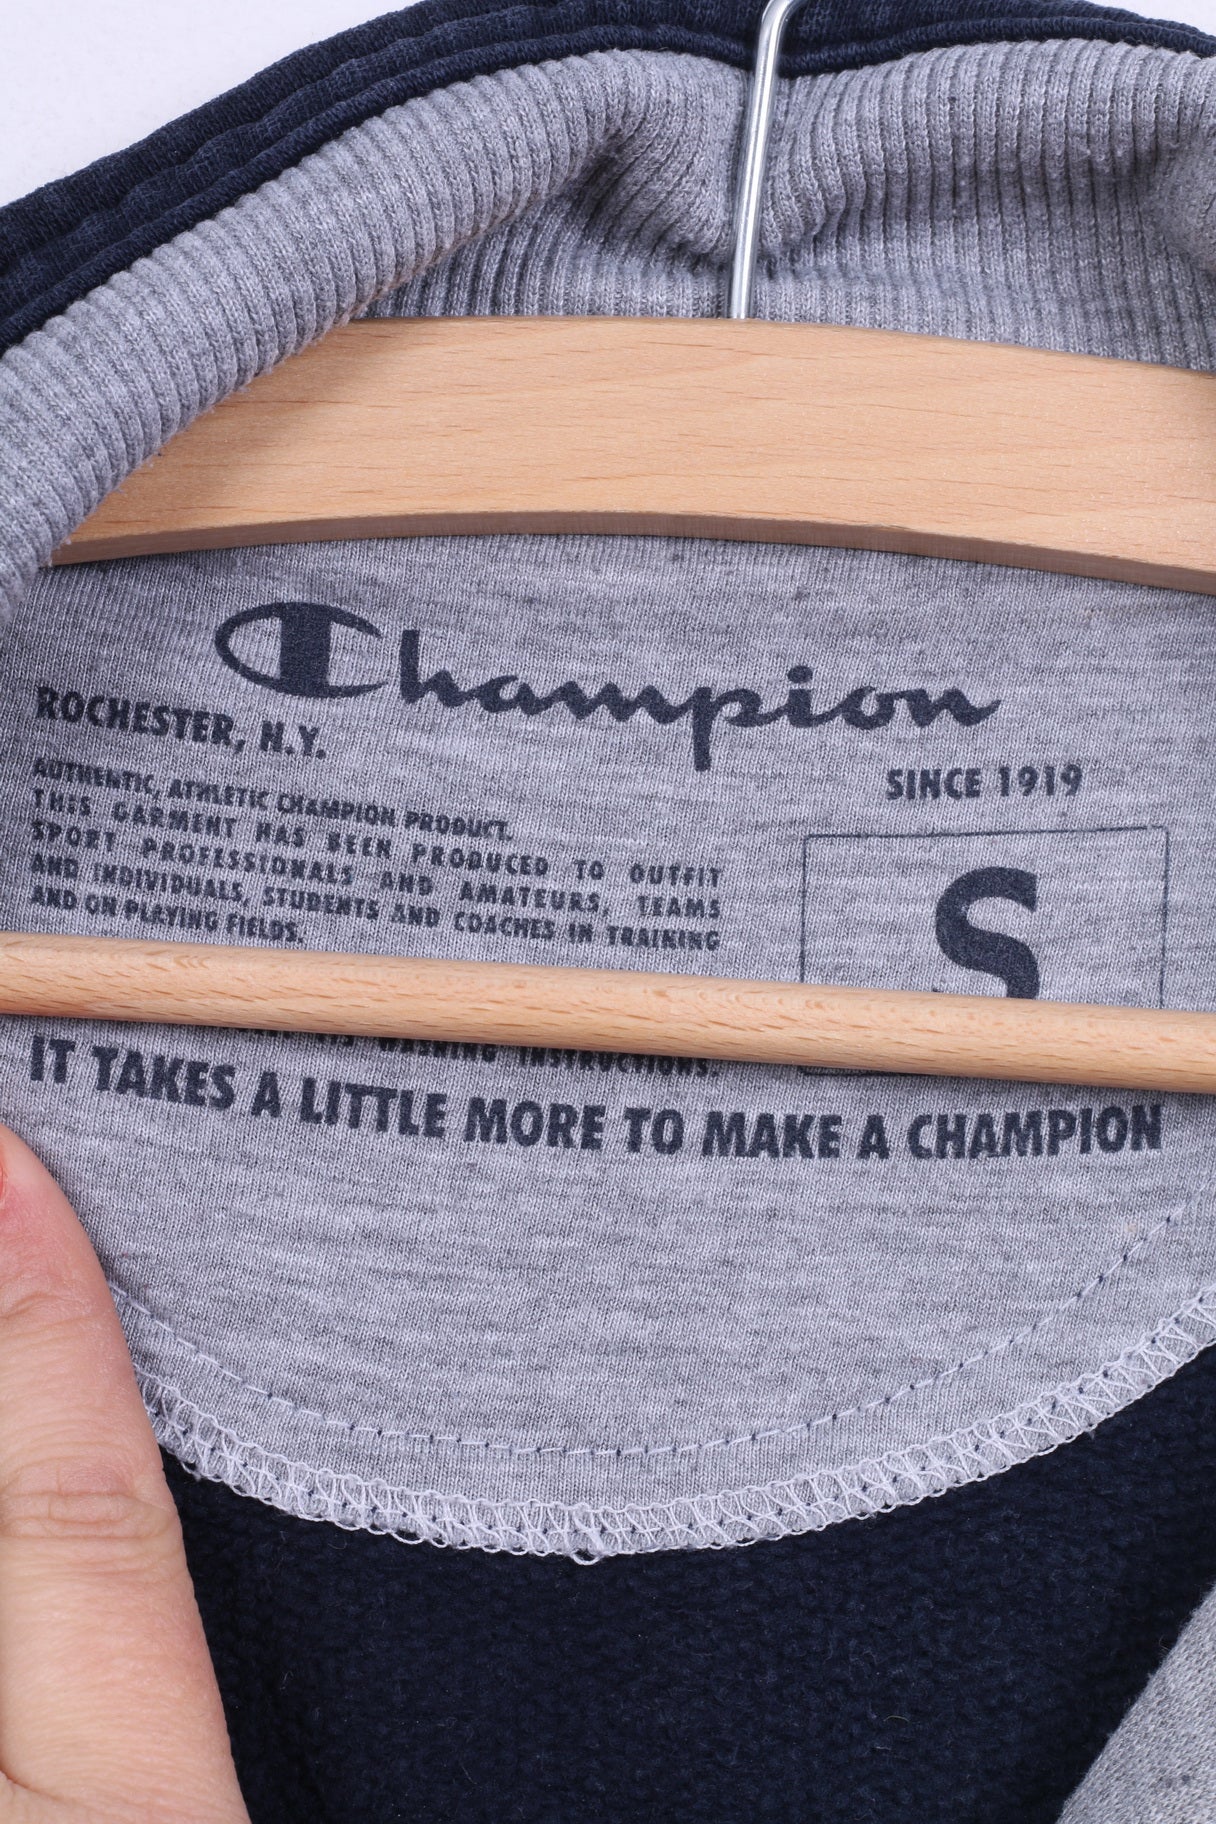 Champion
ROCHESTER, N.Y.
SINCE 1919
AUTHENTIC, ATHLETIC CHAMPION PRODUCT.
THIS GARMENT HAS BEEN PRODUCED TO OUTFIT
SPORT PROFESSIONALS AND AMATEURS, TEAMS
AND INDIVIDUALS, STUDENTS AND COACHES IN TRAINING
AND ON PLAYING FIELDS.
S
WASHING INSTRUCTIONS.
IT TAKES A LITTLE MORE TO MAKE A CHAMPION